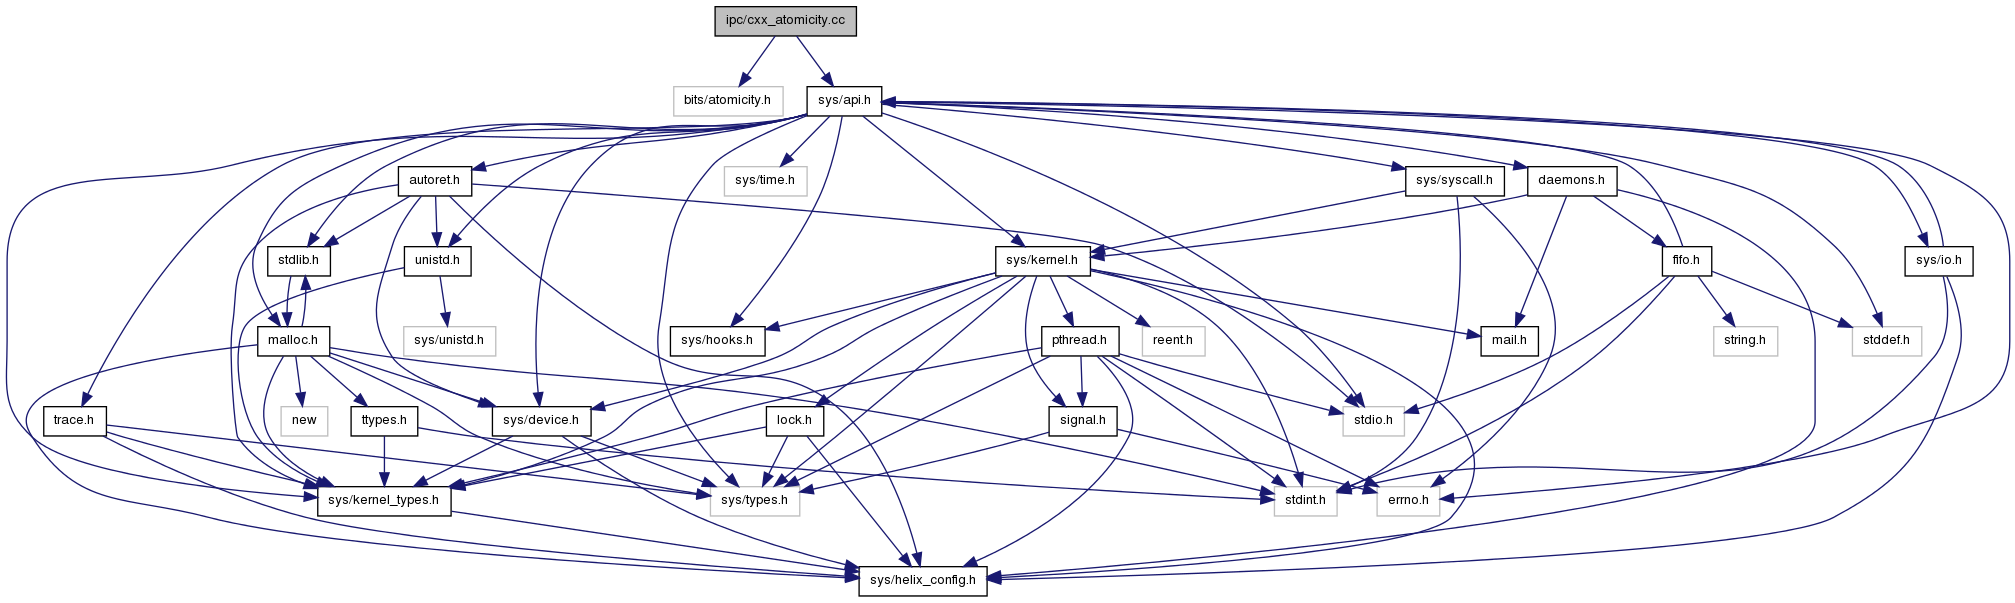 ipc/cxx_atomicity.cc
bits/atomicity.h
sys/api.h
autoret.h
sys/time.h
sys/syscall.h
daemons.h
stdlib.h
unistd.h
sys/kernel.h
fifo.h
sys/io.h
malloc.h
sys/unistd.h
sys/hooks.h
pthread.h
reent.h
mail.h
string.h
stddef.h
trace.h
new
ttypes.h
sys/device.h
lock.h
signal.h
stdio.h
sys/kernel_types.h
sys/types.h
stdint.h
errno.h
sys/helix_config.h